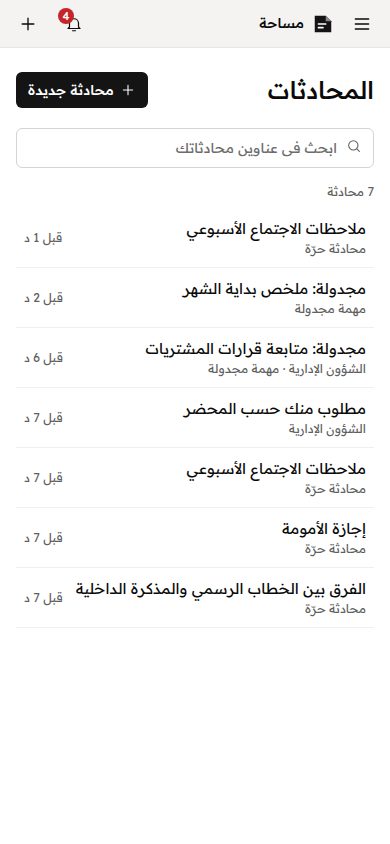 مساحة
4
المحادثات
محادثة جديدة
ابحث في عناوين محادثاتك
7 محادثة
ملاحظات الاجتماع الأسبوعي
قبل 1 د
محادثة حرّة
مجدولة: ملخص بداية الشهر
قبل 2 د
مهمة مجدولة
مجدولة: متابعة قرارات المشتريات
قبل 6 د
الشؤون الإدارية · مهمة مجدولة
مطلوب منك حسب المحضر
قبل 7 د
الشؤون الإدارية
ملاحظات الاجتماع الأسبوعي
قبل 7 د
محادثة حرّة
إجازة الأمومة
قبل 7 د
محادثة حرّة
الفرق بين الخطاب الرسمي والمذكرة الداخلية
قبل 7 د
محادثة حرّة